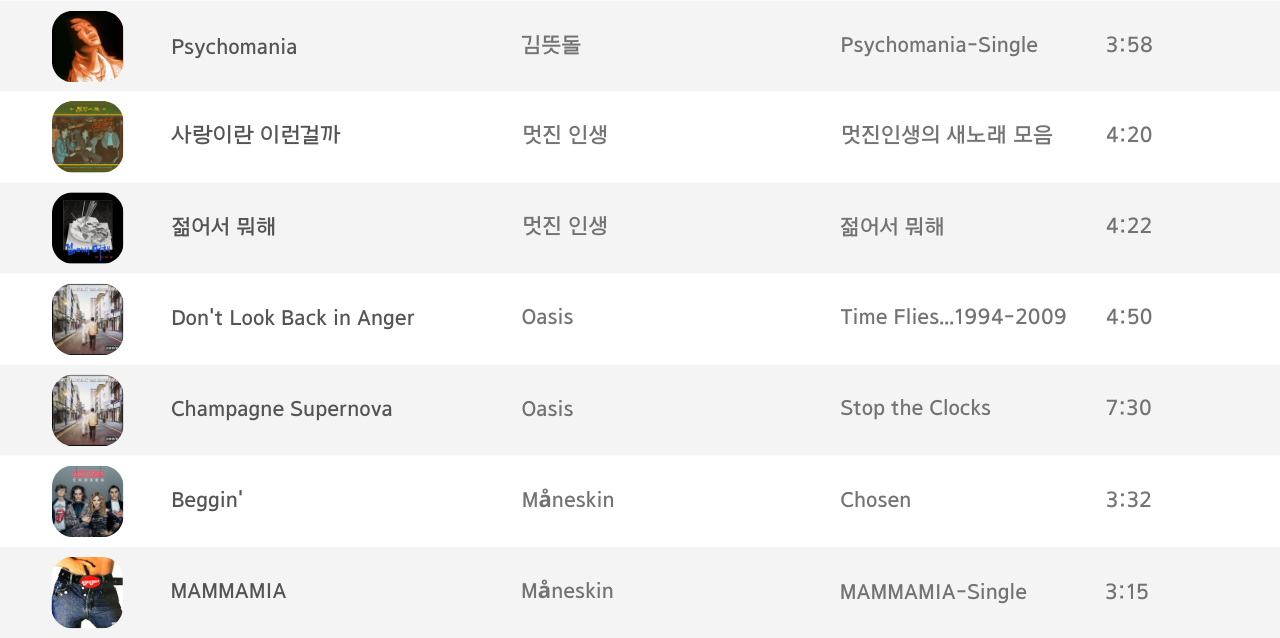 Psychomania 김뜻돌 Psychomania-Single 3:58
사랑이란 이런걸까 멋진 인생 멋진인생의 새노래 모음 4:20
젊어서 뭐해 멋진 인생 젊어서 뭐해 4:22
Don't Look Back in Anger Oasis Time Flies...1994-2009 4:50
Champagne Supernova Oasis Stop the Clocks 7:30
Beggin' Måneskin Chosen 3:32
MAMMAMIA Måneskin MAMMAMIA-Single 3:15